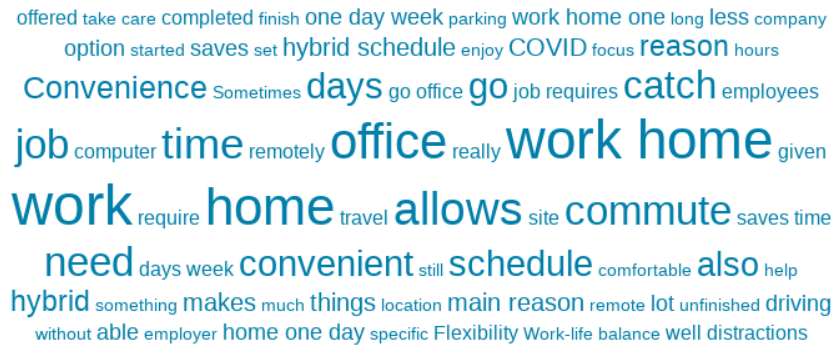 offered take care completed finish one day week parking work home one long less company
option started saves set hybrid schedule enjoy COVID focus reason hours
Convenience Sometimes days go office go job requires catch employees
job computer time remotely office really work home given
work require home travel allows site commute saves time
need days week convenient still schedule comfortable also help
hybrid something makes much things location main reason remote lot unfinished driving
without able employer home one day specific Flexibility Work-life balance well distractions